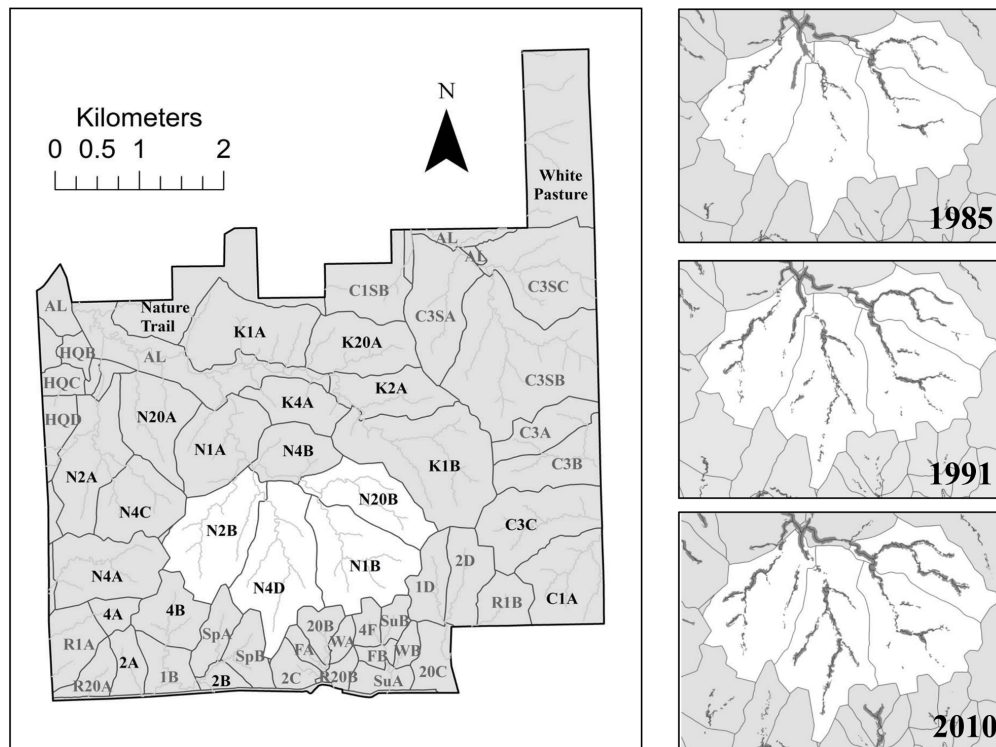 Kilometers
0 0.5 1 2
N
White
Pasture
AL
AL
C3SC
C1SB
C3SA
AL
Nature
Trail
K1A
K20A
HQB
AL
C3SB
HQC
K2A
K4A
HQD
N20A
C3A
N1A
N4B
K1B
C3B
N2A
N20B
N4C
N2B
C3C
N1B
2D
N4A
N4D
1D
R1B
C1A
4A
4B
SpA
20B
4F
SuB
R1A
WA
SpB
FA
FB
WB
2A
R20A
1B
2B
2C
R20B
SuA
20C
1985
1991
2010